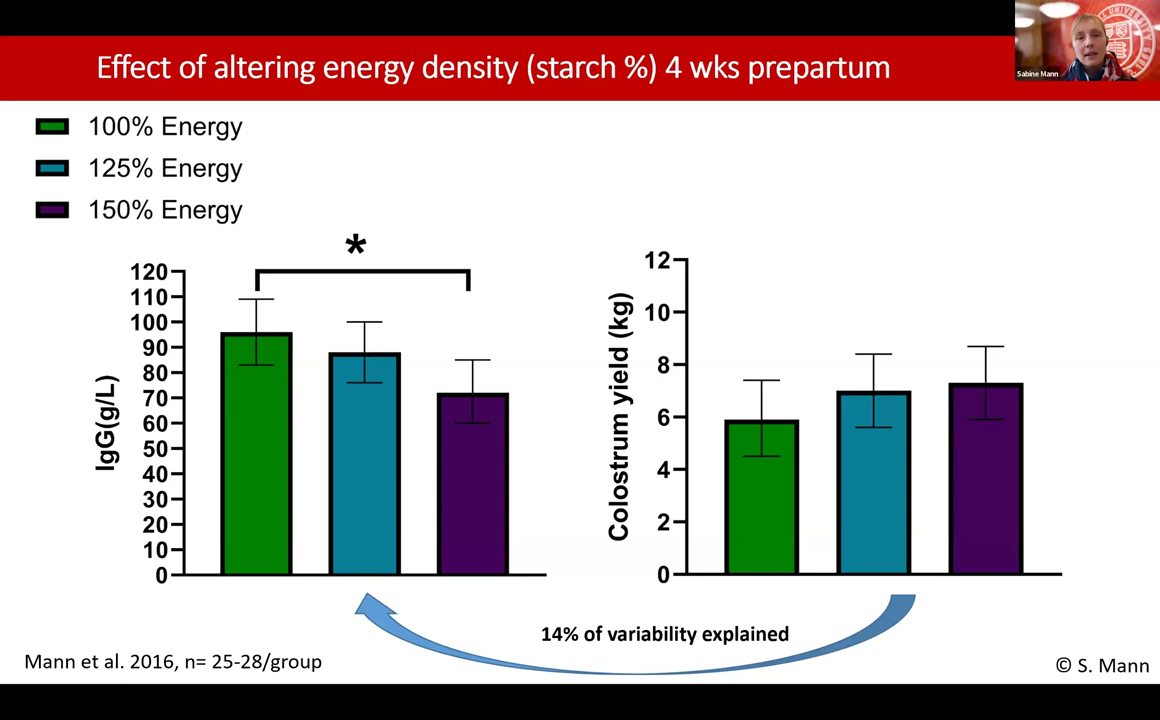 Effect of altering energy density (starch %) 4 wks prepartum
Sabine Mann
100% Energy
125% Energy
150% Energy
*
IgG(g/L)
120
110
100
90
80
70
60
50
40
30
20
10
0
Colostrum yield (kg)
12
10
8
6
4
2
0
14% of variability explained
Mann et al. 2016, n= 25-28/group
© S. Mann